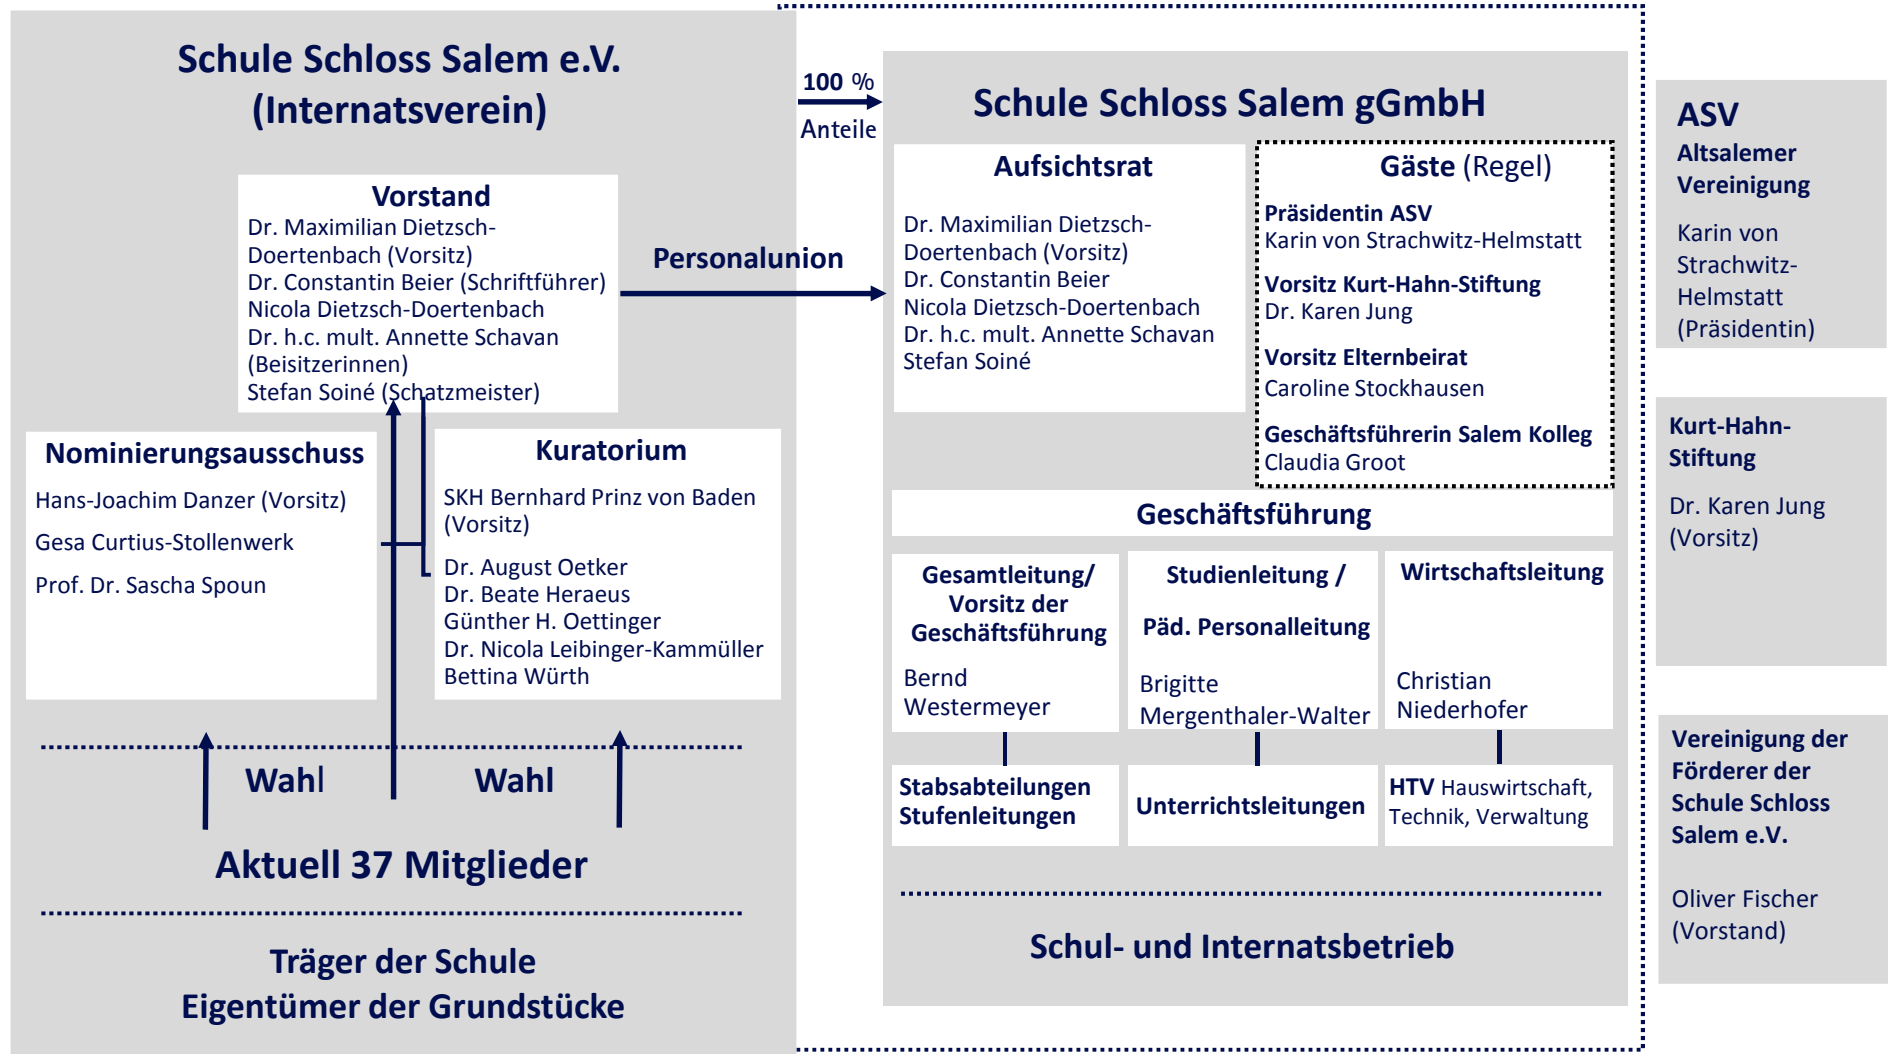 Schule Schloss Salem e.V.
(Internatsverein)
Vorstand
Dr. Maximilian Dietzsch-
Doertenbach (Vorsitz)
Dr. Constantin Beier (Schriftführer)
Nicola Dietzsch-Doertenbach
Dr. h.c. mult. Annette Schavan
(Beisitzerinnen)
Stefan Soiné (Schatzmeister)
Nominierungsausschuss
Hans-Joachim Danzer (Vorsitz)
Gesa Curtius-Stollenwerk
Prof. Dr. Sascha Spoun
Kuratorium
SKH Bernhard Prinz von Baden
(Vorsitz)
Dr. August Oetker
Dr. Beate Heraeus
Günther H. Oettinger
Dr. Nicola Leibinger-Kammüller
Bettina Würth
Wahl
Wahl
Aktuell 37 Mitglieder
Träger der Schule
Eigentümer der Grundstücke
100 %
Anteile
Personalunion
Schule Schloss Salem gGmbH
Aufsichtsrat
Dr. Maximilian Dietzsch-
Doertenbach (Vorsitz)
Dr. Constantin Beier
Nicola Dietzsch-Doertenbach
Dr. h.c. mult. Annette Schavan
Stefan Soiné
Gäste (Regel)
Präsidentin ASV
Karin von Strachwitz-Helmstatt
Vorsitz Kurt-Hahn-Stiftung
Dr. Karen Jung
Vorsitz Elternbeirat
Caroline Stockhausen
Geschäftsführerin Salem Kolleg
Claudia Groot
Geschäftsführung
Gesamtleitung/
Vorsitz der
Geschäftsführung
Bernd
Westermeyer
Studienleitung /
Päd. Personalleitung
Brigitte
Mergenthaler-Walter
Wirtschaftsleitung
Christian
Niederhofer
Stabsabteilungen
Stufenleitungen
Unterrichtsleitungen
HTV Hauswirtschaft,
Technik, Verwaltung
Schul- und Internatsbetrieb
ASV
Altsalemer
Vereinigung
Karin von
Strachwitz-
Helmstatt
(Präsidentin)
Kurt-Hahn-
Stiftung
Dr. Karen Jung
(Vorsitz)
Vereinigung der
Förderer der
Schule Schloss
Salem e.V.
Oliver Fischer
(Vorstand)